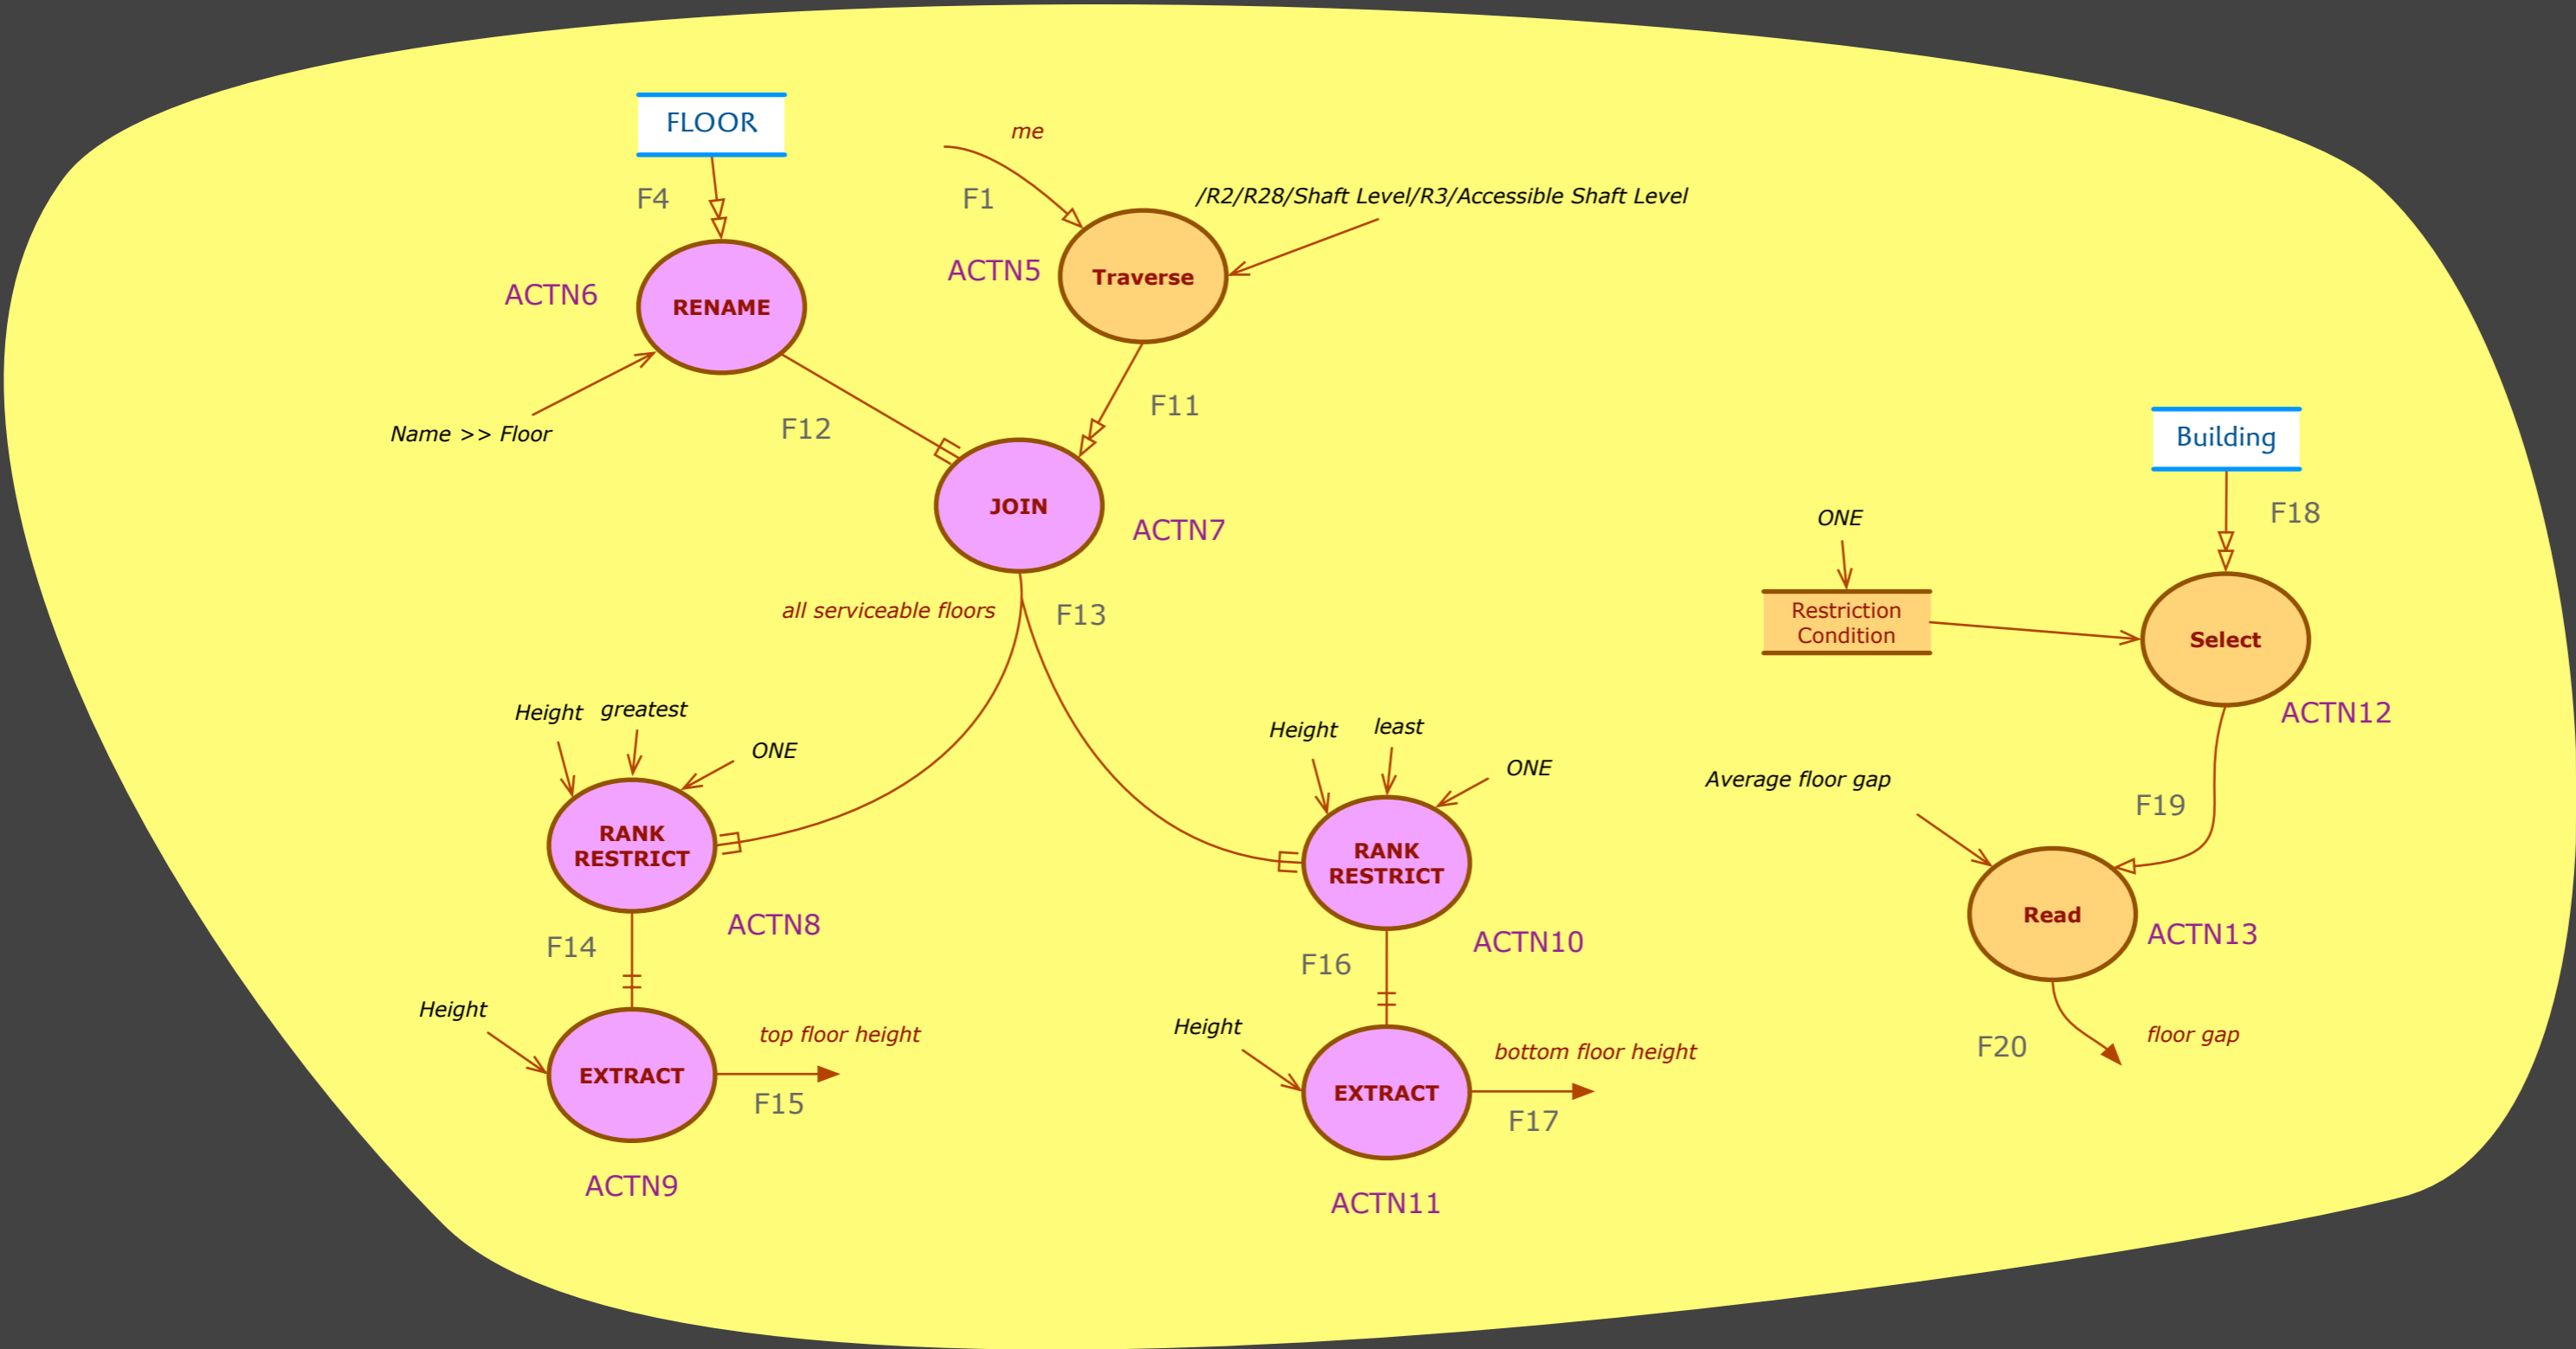 FLOOR
me
F4
F1
/R2/R28/Shaft Level/R3/Accessible Shaft Level
ACTN5
Traverse
ACTN6
RENAME
F11
Name >> Floor
F12
Building
JOIN
ACTN7
F18
ONE
all serviceable floors
F13
Restriction
Condition
Select
ACTN12
Height
greatest
ONE
Height
least
ONE
Average floor gap
F19
RANK
RESTRICT
RANK
RESTRICT
Read
ACTN8
ACTN10
ACTN13
F14
F16
Height
top floor height
Height
bottom floor height
F20
floor gap
EXTRACT
F15
EXTRACT
F17
ACTN9
ACTN11